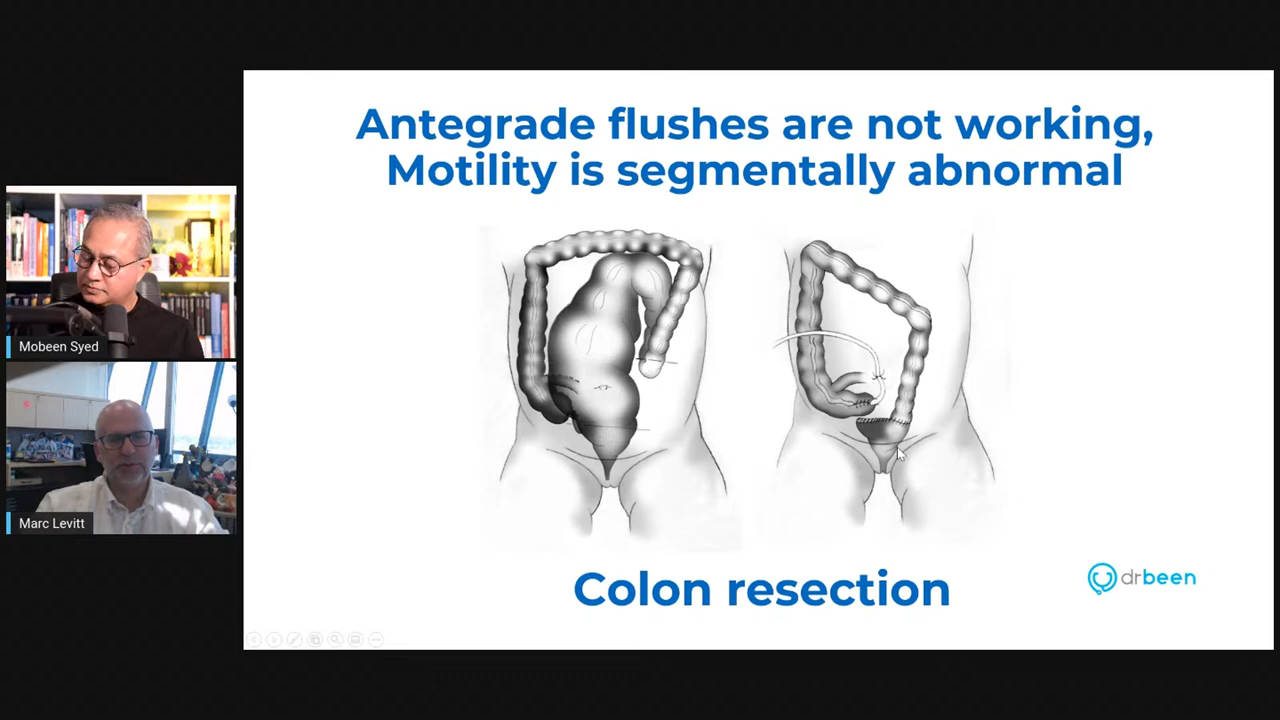 Antegrade flushes are not working,
Motility is segmentally abnormal
Mobeen Syed
Marc Levitt
Colon resection
drbeen